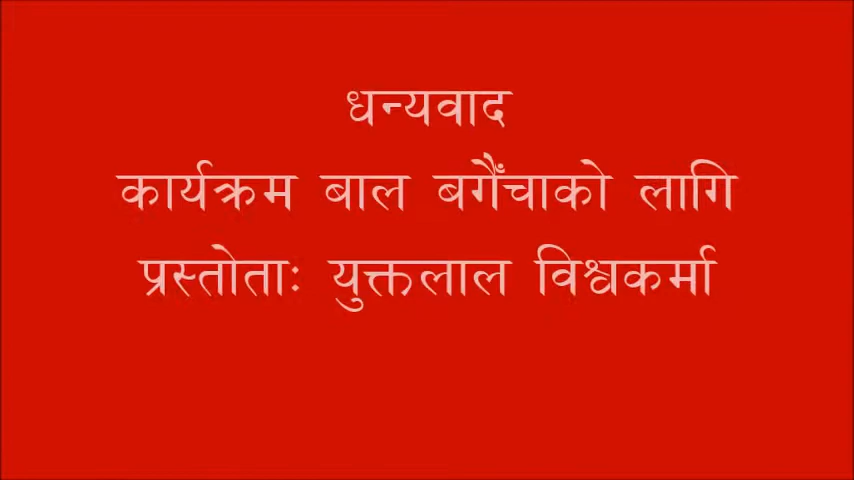 धन्यवाद
कार्यक्रम बाल बगैँचाको लागि
प्रस्तोताः युक्तलाल विश्वकर्मा